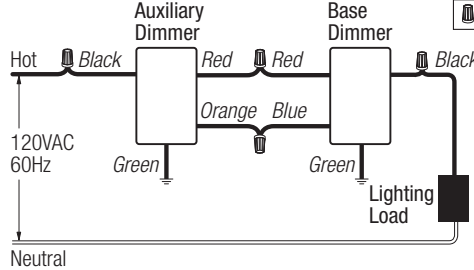 Auxiliary
Dimmer
Base
Dimmer
Hot
Black
Red
Red
Black
Orange
Blue
120VAC
60Hz
Green
Green
Lighting
Load
Neutral